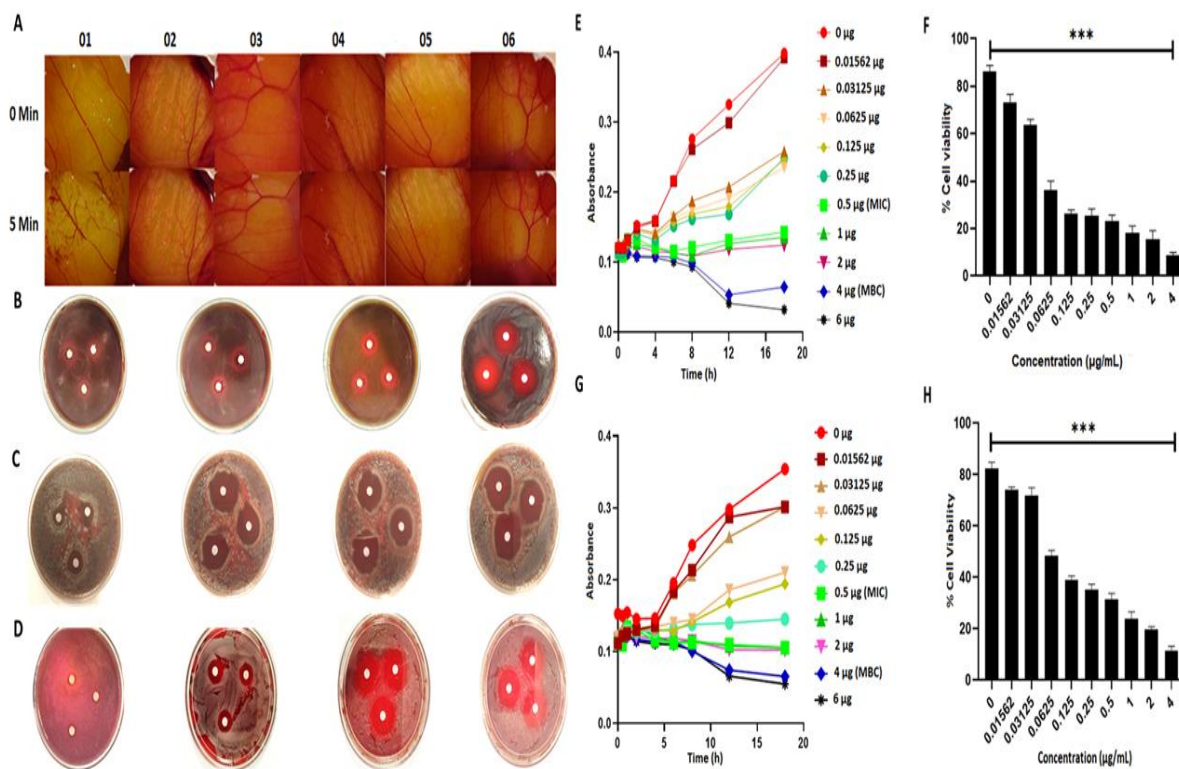 A
01 02 03 04 05 06
0 Min
5 Min
B
C
D
E
Absorbance
0.4
0.3
0.2
0.1
0.0
0 4 8 12 16 20
Time (h)
0 µg
0.01562 µg
0.03125 µg
0.0625 µg
0.125 µg
0.25 µg
0.5 µg (MIC)
1 µg
2 µg
4 µg (MBC)
6 µg
F
***
% Cell viability
100
80
60
40
20
0
0 0.01562 0.03125 0.0625 0.125 0.25 0.5 1 2 4
Concentration (µg/mL)
G
Absorbance
0.4
0.3
0.2
0.1
0.0
0 5 10 15 20
Time (h)
0 µg
0.01562 µg
0.03125 µg
0.0625 µg
0.125 µg
0.25 µg
0.5 µg (MIC)
1 µg
2 µg
4 µg (MBC)
6 µg
H
***
% Cell Viability
100
80
60
40
20
0
0 0.01562 0.03125 0.0625 0.125 0.25 0.5 1 2 4
Concentration (µg/mL)